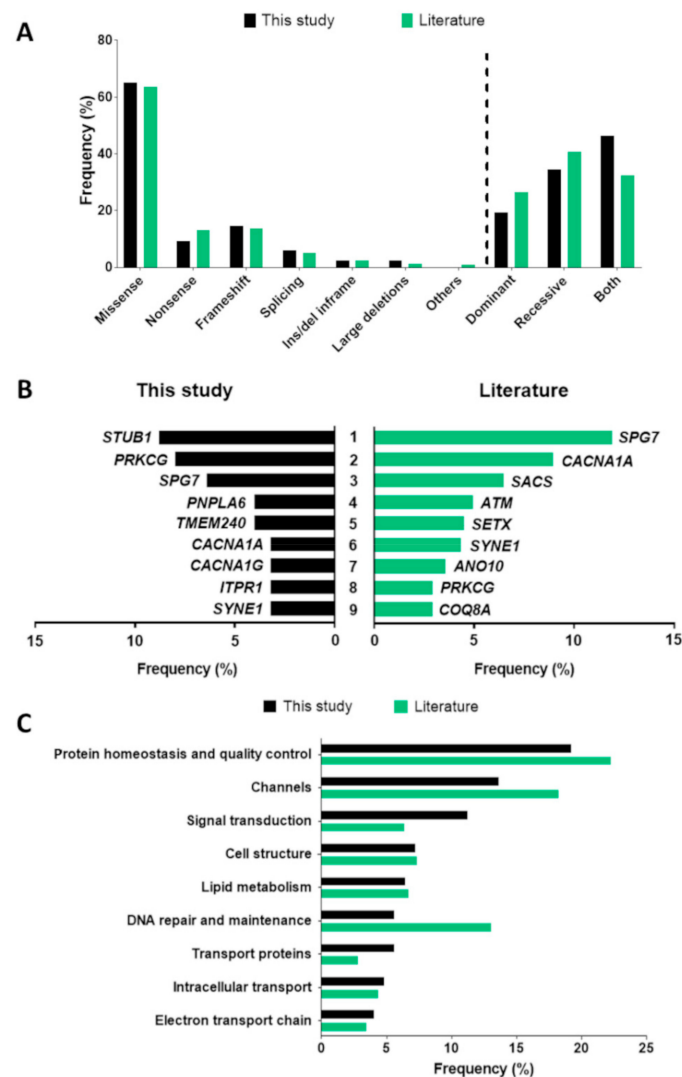 A
This study Literature
80
60
40
20
0
Frequency (%)
Missense Nonsense Frameshift Splicing Ins/del inframe Large deletions Others Dominant Recessive Both
B
This study Literature
STUB1 1 SPG7
PRKCG 2 CACNA1A
SPG7 3 SACS
PNPLA6 4 ATM
TMEM240 5 SETX
CACNA1A 6 SYNE1
CACNA1G 7 ANO10
ITPR1 8 PRKCG
SYNE1 9 COQ8A
15 10 5 0 0 5 10 15
Frequency (%) Frequency (%)
This study Literature
C
Protein homeostasis and quality control
Channels
Signal transduction
Cell structure
Lipid metabolism
DNA repair and maintenance
Transport proteins
Intracellular transport
Electron transport chain
0 5 10 15 20 25
Frequency (%)